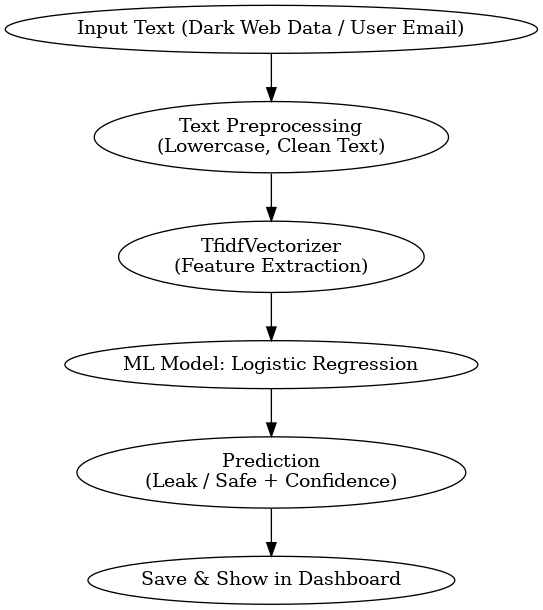 Input Text (Dark Web Data / User Email)
Text Preprocessing
(Lowercase, Clean Text)
TfidfVectorizer
(Feature Extraction)
ML Model: Logistic Regression
Prediction
(Leak / Safe + Confidence)
Save & Show in Dashboard